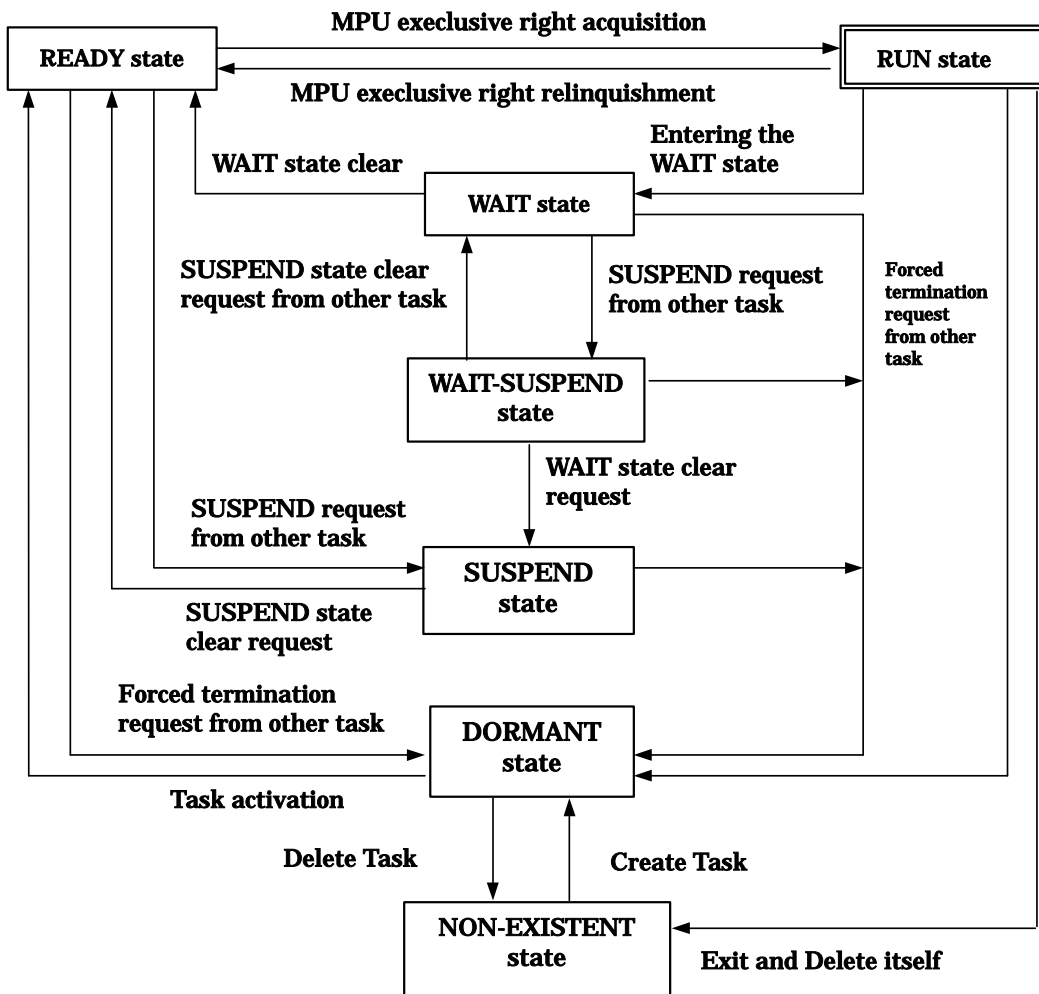 MPU execlusive right acquisition
READY state
RUN state
MPU execlusive right relinquishment
Entering the
WAIT state
WAIT state clear
WAIT state
SUSPEND state clear
request from other task
SUSPEND request
from other task
Forced
termination
request
from other
task
WAIT-SUSPEND
state
WAIT state clear
request
SUSPEND request
from other task
SUSPEND
state
SUSPEND state
clear request
Forced termination
request from other task
DORMANT
state
Task activation
Delete Task
Create Task
NON-EXISTENT
state
Exit and Delete itself